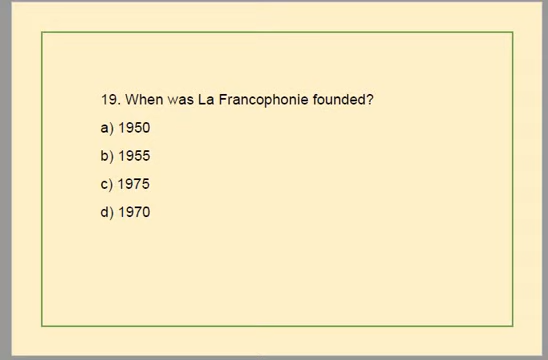 19. When was La Francophonie founded?
a) 1950
b) 1955
c) 1975
d) 1970